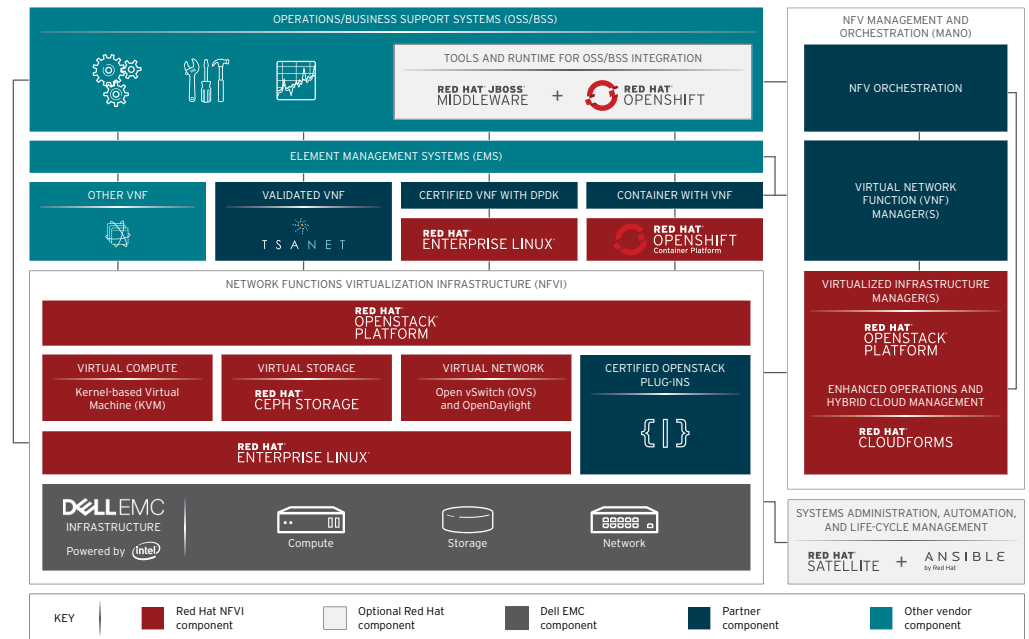 OPERATIONS/BUSINESS SUPPORT SYSTEMS (OSS/BSS)
TOOLS AND RUNTIME FOR OSS/BSS INTEGRATION
RED HAT® JBOSS®
MIDDLEWARE
+
RED HAT®
OPENSHIFT
NFV MANAGEMENT AND
ORCHESTRATION (MANO)
NFV ORCHESTRATION
ELEMENT MANAGEMENT SYSTEMS (EMS)
OTHER VNF
VALIDATED VNF
TSANET
CERTIFIED VNF WITH DPDK
RED HAT®
ENTERPRISE LINUX®
CONTAINER WITH VNF
RED HAT®
OPENSHIFT
Container Platform
VIRTUAL NETWORK
FUNCTION (VNF)
MANAGER(S)
NETWORK FUNCTIONS VIRTUALIZATION INFRASTRUCTURE (NFVI)
RED HAT®
OPENSTACK®
PLATFORM
VIRTUAL COMPUTE
Kernel-based Virtual
Machine (KVM)
VIRTUAL STORAGE
RED HAT®
CEPH STORAGE
VIRTUAL NETWORK
Open vSwitch (OVS)
and OpenDaylight
CERTIFIED OPENSTACK
PLUG-INS
{|}
RED HAT®
ENTERPRISE LINUX®
VIRTUALIZED INFRASTRUCTURE
MANAGER(S)
RED HAT®
OPENSTACK®
PLATFORM
ENHANCED OPERATIONS AND
HYBRID CLOUD MANAGEMENT
RED HAT®
CLOUDFORMS
DELLEMC
INFRASTRUCTURE
Powered by intel
Compute
Storage
Network
SYSTEMS ADMINISTRATION, AUTOMATION,
AND LIFE-CYCLE MANAGEMENT
RED HAT®
SATELLITE
+
ANSIBLE
by Red Hat®
KEY
Red Hat NFVI
component
Optional Red Hat
component
Dell EMC
component
Partner
component
Other vendor
component